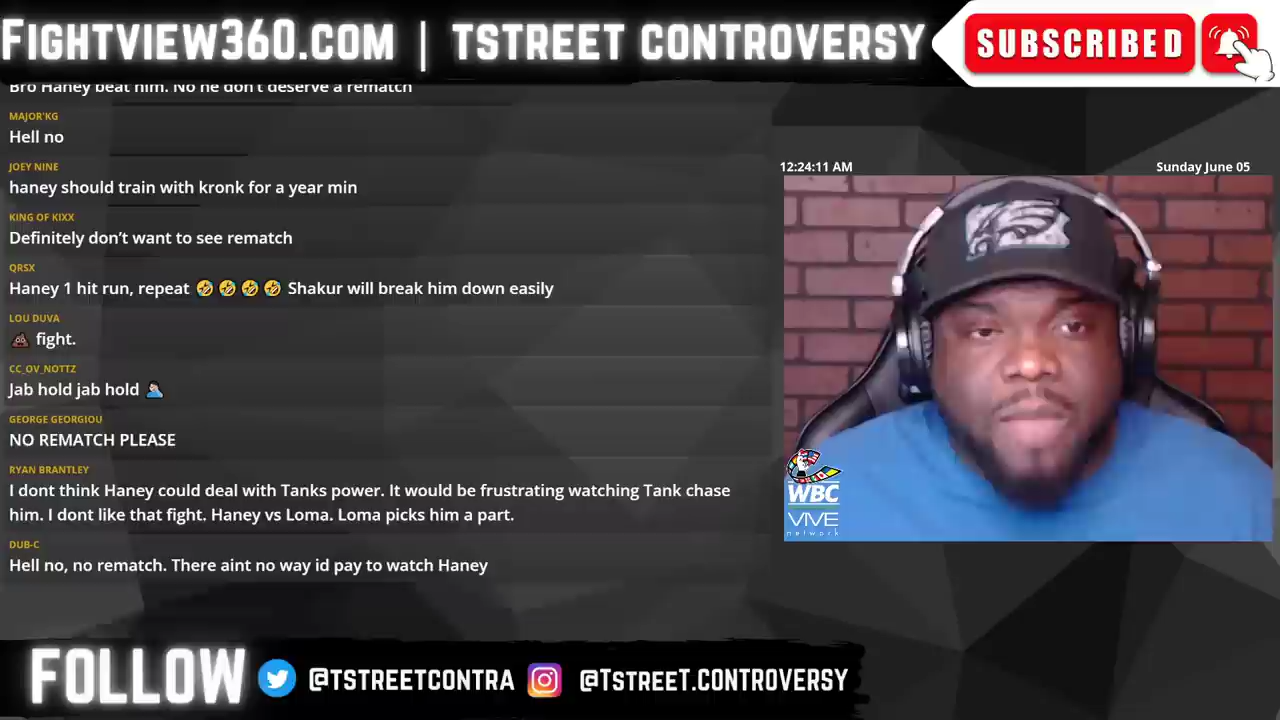 FIGHTVIEW360.COM | TSTREET CONTROVERSY
SUBSCRIBED
Bro Haney beat him. No he don't deserve a rematch
MAJOR'KG
Hell no
JOEY NINE
haney should train with kronk for a year min
KING OF KIXX
Definitely don't want to see rematch
QRSX
Haney 1 hit run, repeat 🤣🤣🤣🤣 Shakur will break him down easily
LOU DUVA
💩 fight.
CC_OV_NOTTZ
Jab hold jab hold 🤦🏻‍♂️
GEORGE GEORGIOU
NO REMATCH PLEASE
RYAN BRANTLEY
I dont think Haney could deal with Tanks power. It would be frustrating watching Tank chase
him. I dont like that fight. Haney vs Loma. Loma picks him a part.
DUB-C
Hell no, no rematch. There aint no way id pay to watch Haney
12:24:11 AM
Sunday June 05
WBC
VIVE
network
FOLLOW
@TSTREETCONTRA
@TSTREET.CONTROVERSY